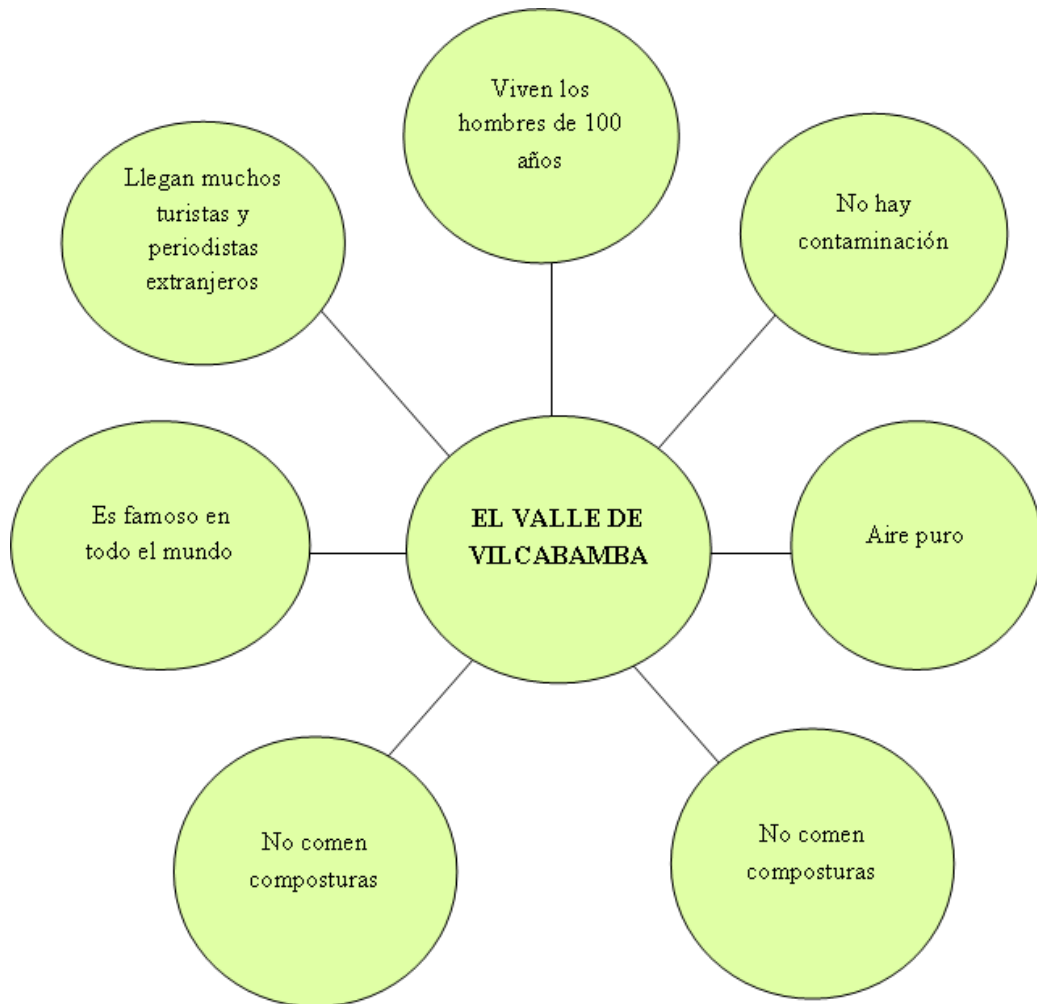 Viven los
hombres de 100
años
Llegan muchos
turistas y
periodistas
extranjeros
No hay
contaminación
Es famoso en
todo el mundo
EL VALLE DE
VILCABAMBA
Aire puro
No comen
composturas
No comen
composturas